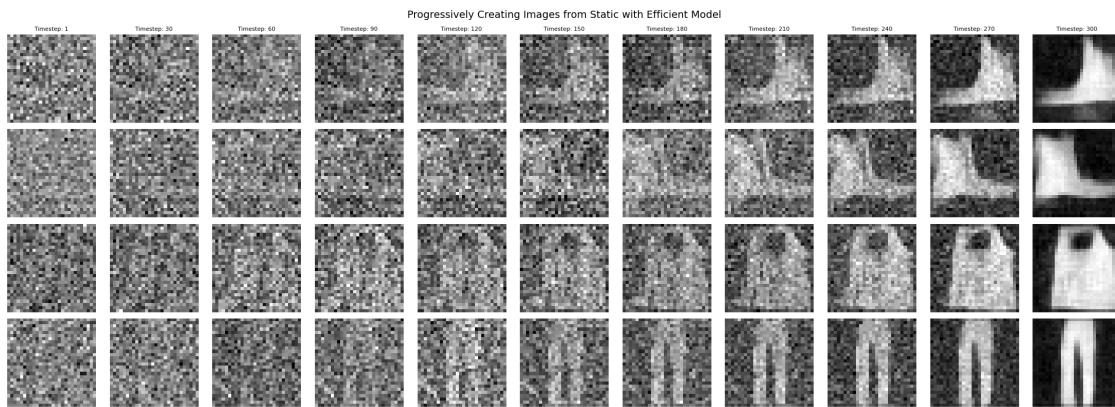 Progressively Creating Images from Static with Efficient Model
Timestep: 1 Timestep: 30 Timestep: 60 Timestep: 90 Timestep: 120 Timestep: 150 Timestep: 180 Timestep: 210 Timestep: 240 Timestep: 270 Timestep: 300